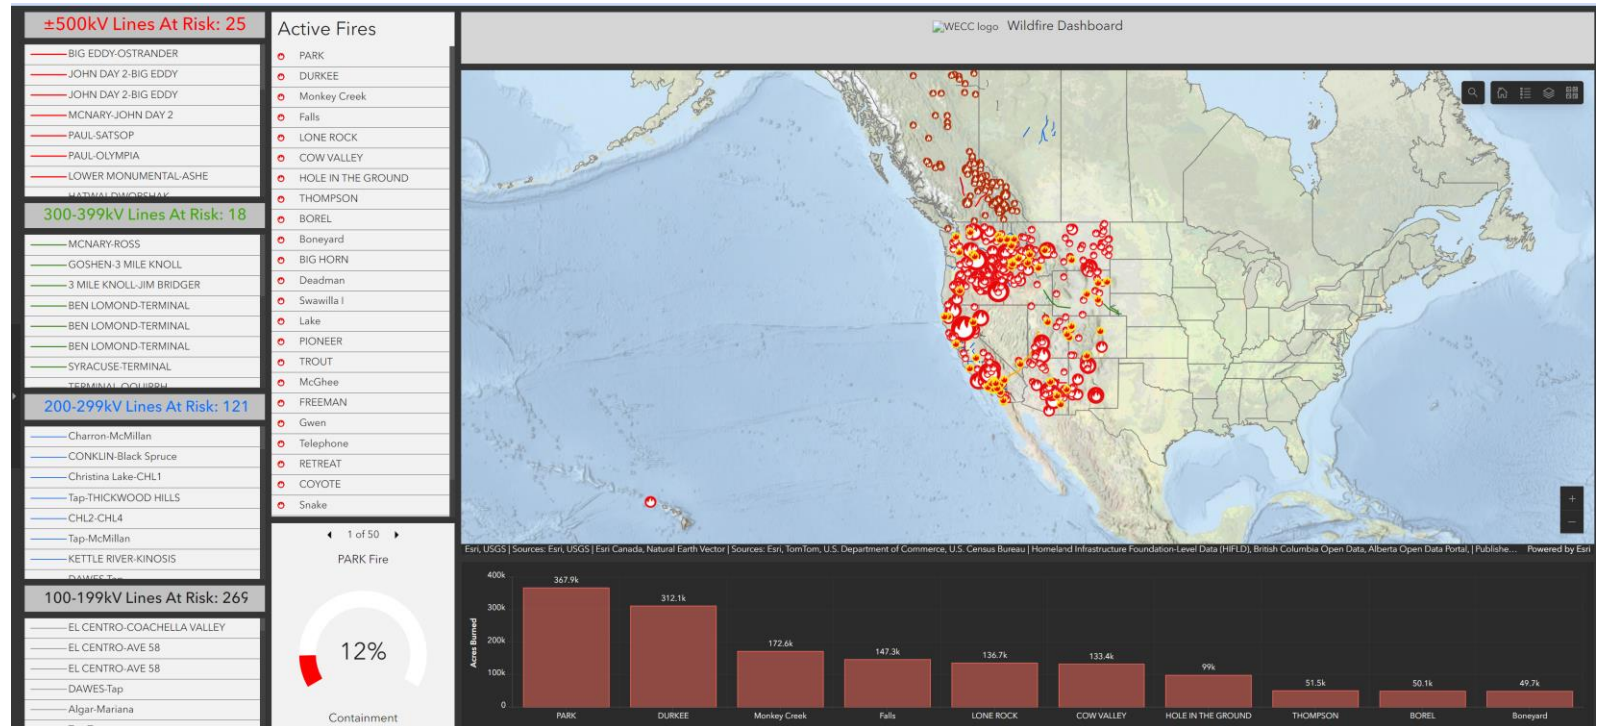 ±500kV Lines At Risk: 25
BIG EDDY-OSTRANDER
JOHN DAY 2-BIG EDDY
JOHN DAY 2-BIG EDDY
MCNARY-JOHN DAY 2
PAUL-SATSOP
PAUL-OLYMPIA
LOWER MONUMENTAL-ASHE
HATWAI-DWORSHAK
300-399kV Lines At Risk: 18
MCNARY-ROSS
GOSHEN-3 MILE KNOLL
3 MILE KNOLL-JIM BRIDGER
BEN LOMOND-TERMINAL
BEN LOMOND-TERMINAL
BEN LOMOND-TERMINAL
SYRACUSE-TERMINAL
TERMINAL-OQUIRRH
200-299kV Lines At Risk: 121
Charron-McMillan
CONKLIN-Black Spruce
Christina Lake-CHL1
Tap-THICKWOOD HILLS
CHL2-CHL4
Tap-McMillan
KETTLE RIVER-KINOSIS
DAWES-Tap
100-199kV Lines At Risk: 269
EL CENTRO-COACHELLA VALLEY
EL CENTRO-AVE 58
EL CENTRO-AVE 58
DAWES-Tap
Algar-Mariana
Active Fires
PARK
DURKEE
Monkey Creek
Falls
LONE ROCK
COW VALLEY
HOLE IN THE GROUND
THOMPSON
BOREL
Boneyard
BIG HORN
Deadman
Swawilla I
Lake
PIONEER
TROUT
McGhee
FREEMAN
Gwen
Telephone
RETREAT
COYOTE
Snake
1 of 50
PARK Fire
12%
Containment
WECC logo Wildfire Dashboard
Esri, USGS | Sources: Esri, USGS | Esri Canada, Natural Earth Vector | Sources: Esri, TomTom, U.S. Department of Commerce, U.S. Census Bureau | Homeland Infrastructure Foundation-Level Data (HIFLD), British Columbia Open Data, Alberta Open Data Portal, | Publishe... Powered by Esri
Acres Burned
400k
300k
200k
100k
0
367.9k
312.1k
172.6k
147.3k
136.7k
133.4k
99k
51.5k
50.1k
49.7k
PARK
DURKEE
Monkey Creek
Falls
LONE ROCK
COW VALLEY
HOLE IN THE GROUND
THOMPSON
BOREL
Boneyard